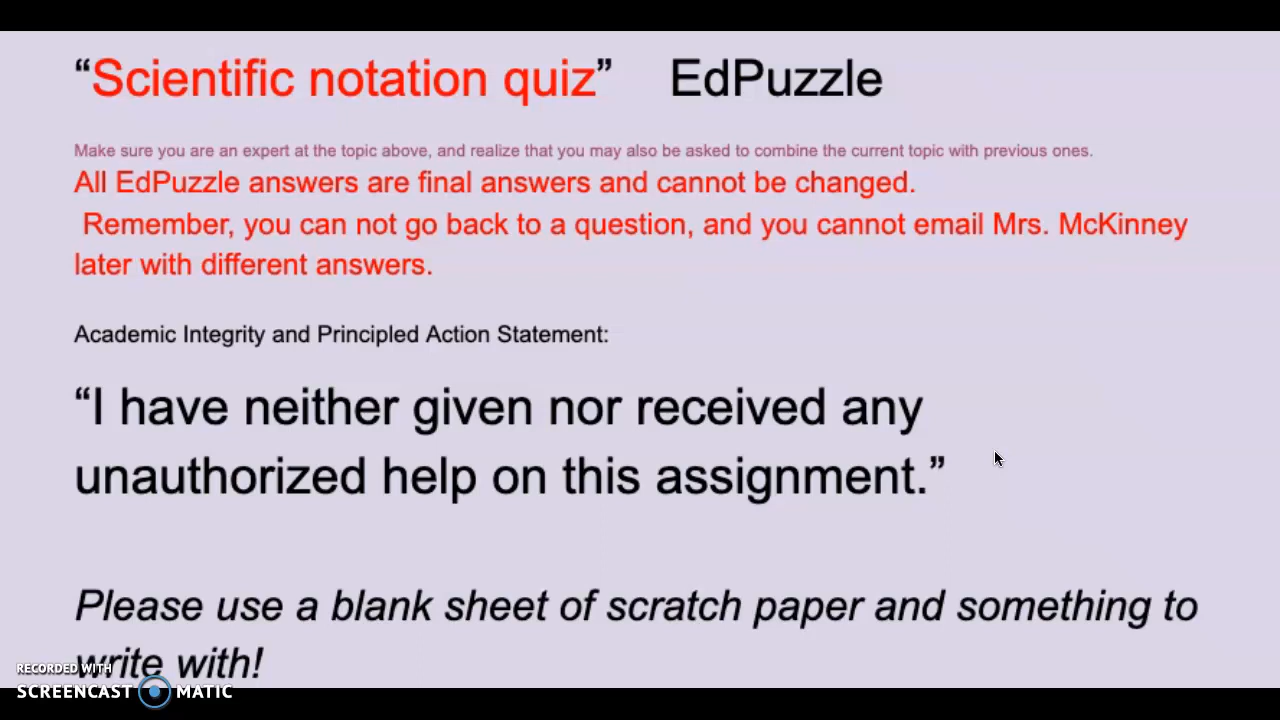 “Scientific notation quiz” EdPuzzle
Make sure you are an expert at the topic above, and realize that you may also be asked to combine the current topic with previous ones.
All EdPuzzle answers are final answers and cannot be changed.
Remember, you can not go back to a question, and you cannot email Mrs. McKinney
later with different answers.
Academic Integrity and Principled Action Statement:
“I have neither given nor received any
unauthorized help on this assignment.”
Please use a blank sheet of scratch paper and something to
write with!
RECORDED WITH
SCREENCAST MATIC